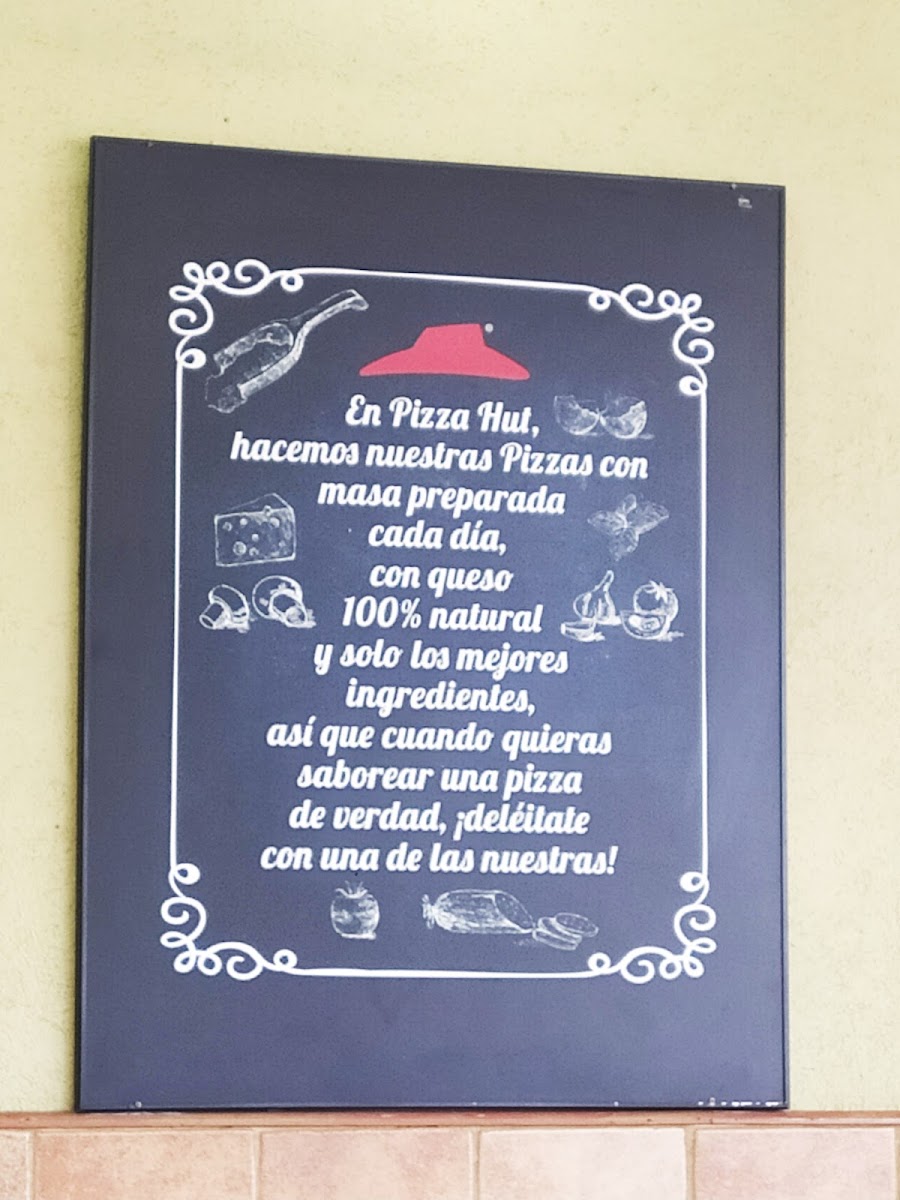 En Pizza Hut,
hacemos nuestras Pizzas con
masa preparada
cada día,
con queso
100% natural
y solo los mejores
ingredientes,
así que cuando quieras
saborear una pizza
de verdad, ¡deléitate
con una de las nuestras!